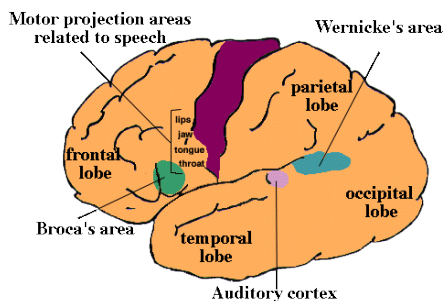 Motor projection areas
related to speech
Wernicke's area
parietal
lobe
lips
jaw
tongue
throat
frontal
lobe
occipital
lobe
Broca's area
temporal
lobe
Auditory cortex